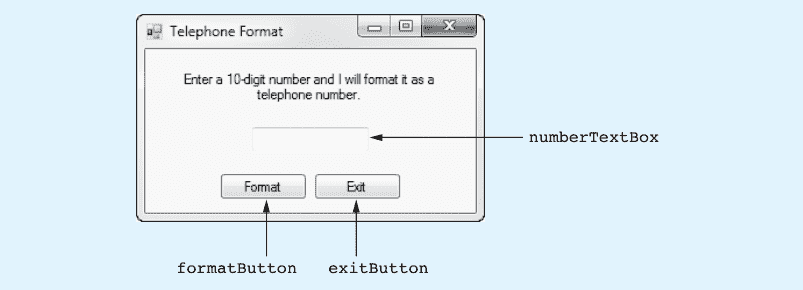 Telephone Format
Enter a 10-digit number and I will format it as a
telephone number.
numberTextBox
Format
Exit
formatButton
exitButton